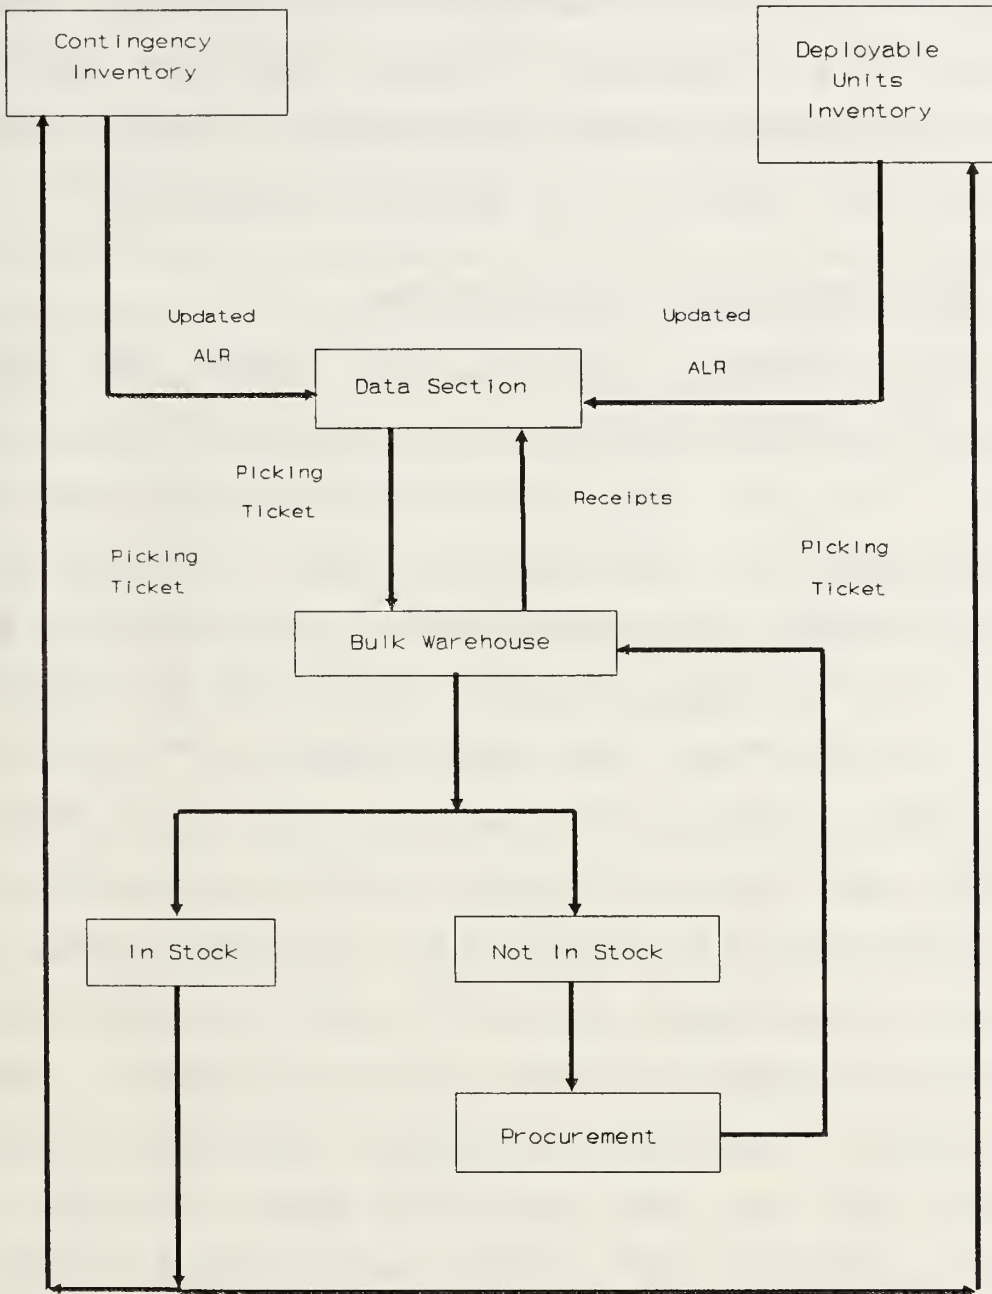 Contingency
Inventory
Deployable
Units
Inventory
Updated
ALR
Updated
ALR
Data Section
Picking
Ticket
Receipts
Picking
Ticket
Picking
Ticket
Bulk Warehouse
In Stock
Not In Stock
Procurement